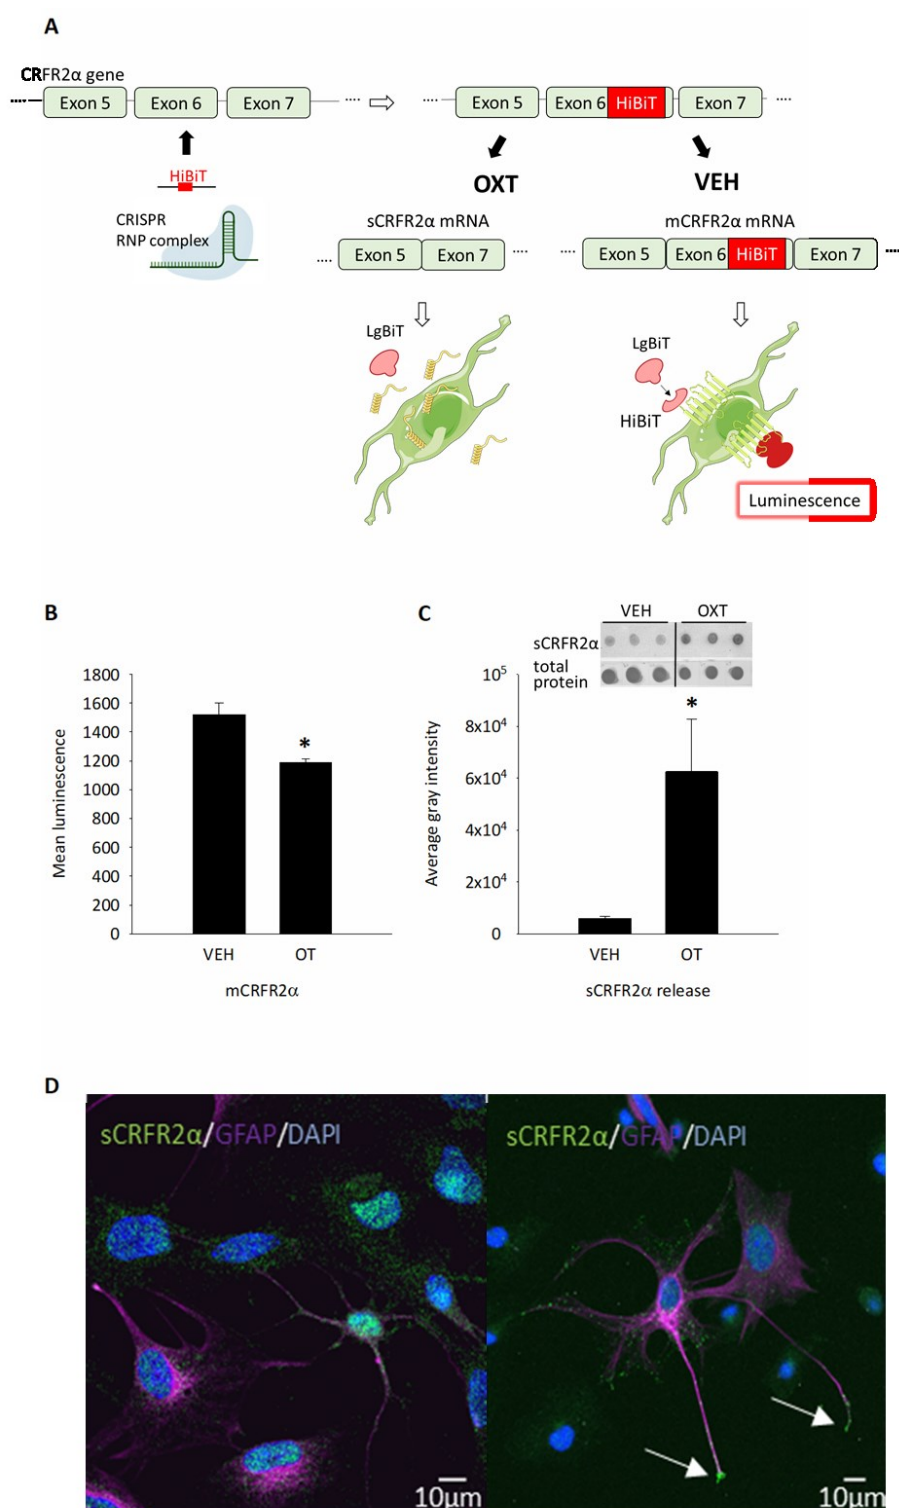 A
CRFR2α gene
Exon 5
Exon 6
Exon 7
Exon 5
Exon 6
HiBiT
Exon 7
HiBiT
CRISPR
RNP complex
OXT
VEH
sCRFR2α mRNA
mCRFR2α mRNA
Exon 5
Exon 7
Exon 5
Exon 6
HiBiT
Exon 7
LgBiT
LgBiT
HiBiT
Luminescence
B
Mean luminescence
1800
1600
1400
1200
1000
800
600
400
200
0
*
VEH
OT
mCRFR2α
C
VEH
OXT
sCRFR2α
total
protein
Average gray intensity
10⁵
8x10⁴
6x10⁴
4x10⁴
2x10⁴
0
*
VEH
OT
sCRFR2α release
D
sCRFR2α/GFAP/DAPI
10µm
sCRFR2α/GFAP/DAPI
10µm